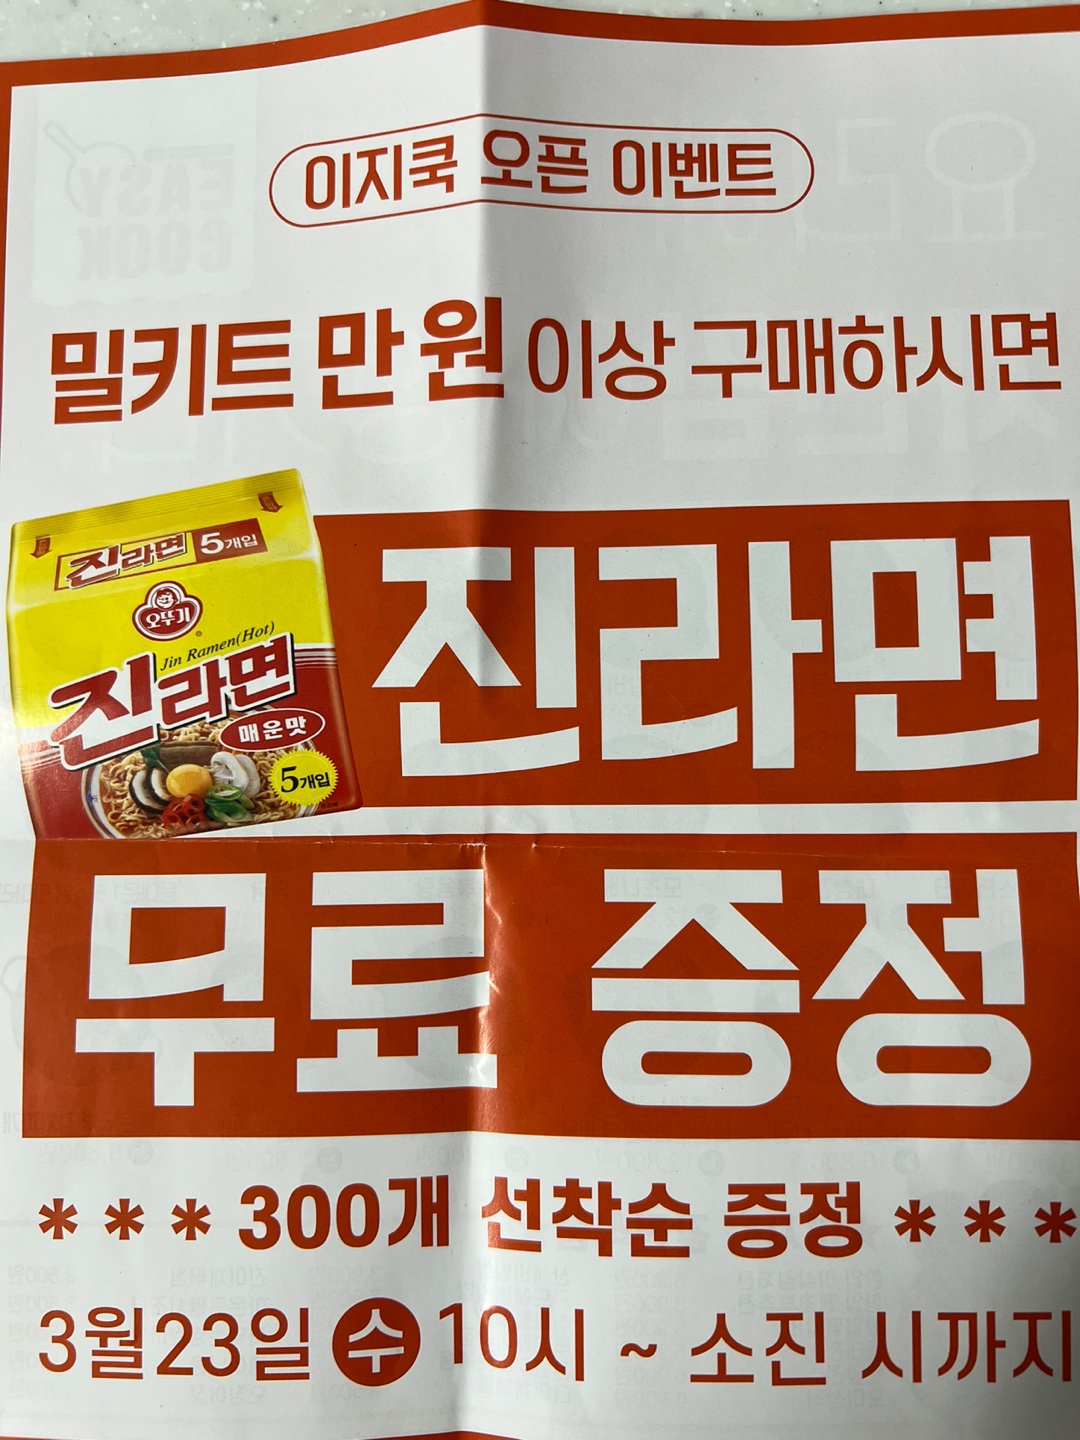 이지쿡 오픈 이벤트
EASY
COOK
밀키트 만 원 이상 구매하시면
진라면 5개입
오뚜기
Jin Ramen(Hot)
진라면
매운맛
5개입
진라면
무료 증정
*** 300개 선착순 증정 ***
3월23일 수 10시 ~ 소진 시까지